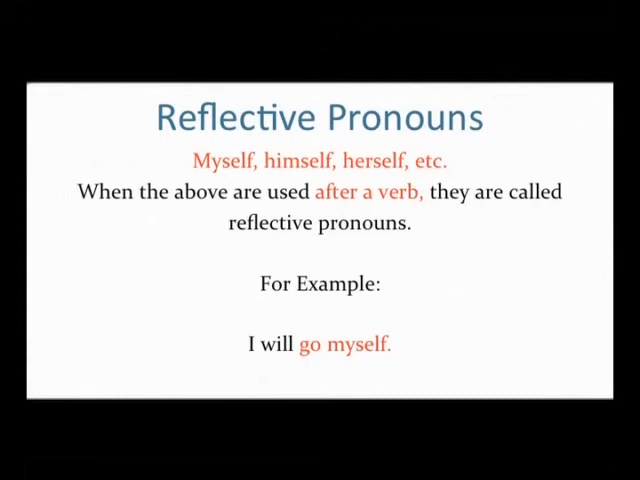 Reflective Pronouns
Myself, himself, herself, etc.
When the above are used after a verb, they are called
reflective pronouns.
For Example:
I will go myself.